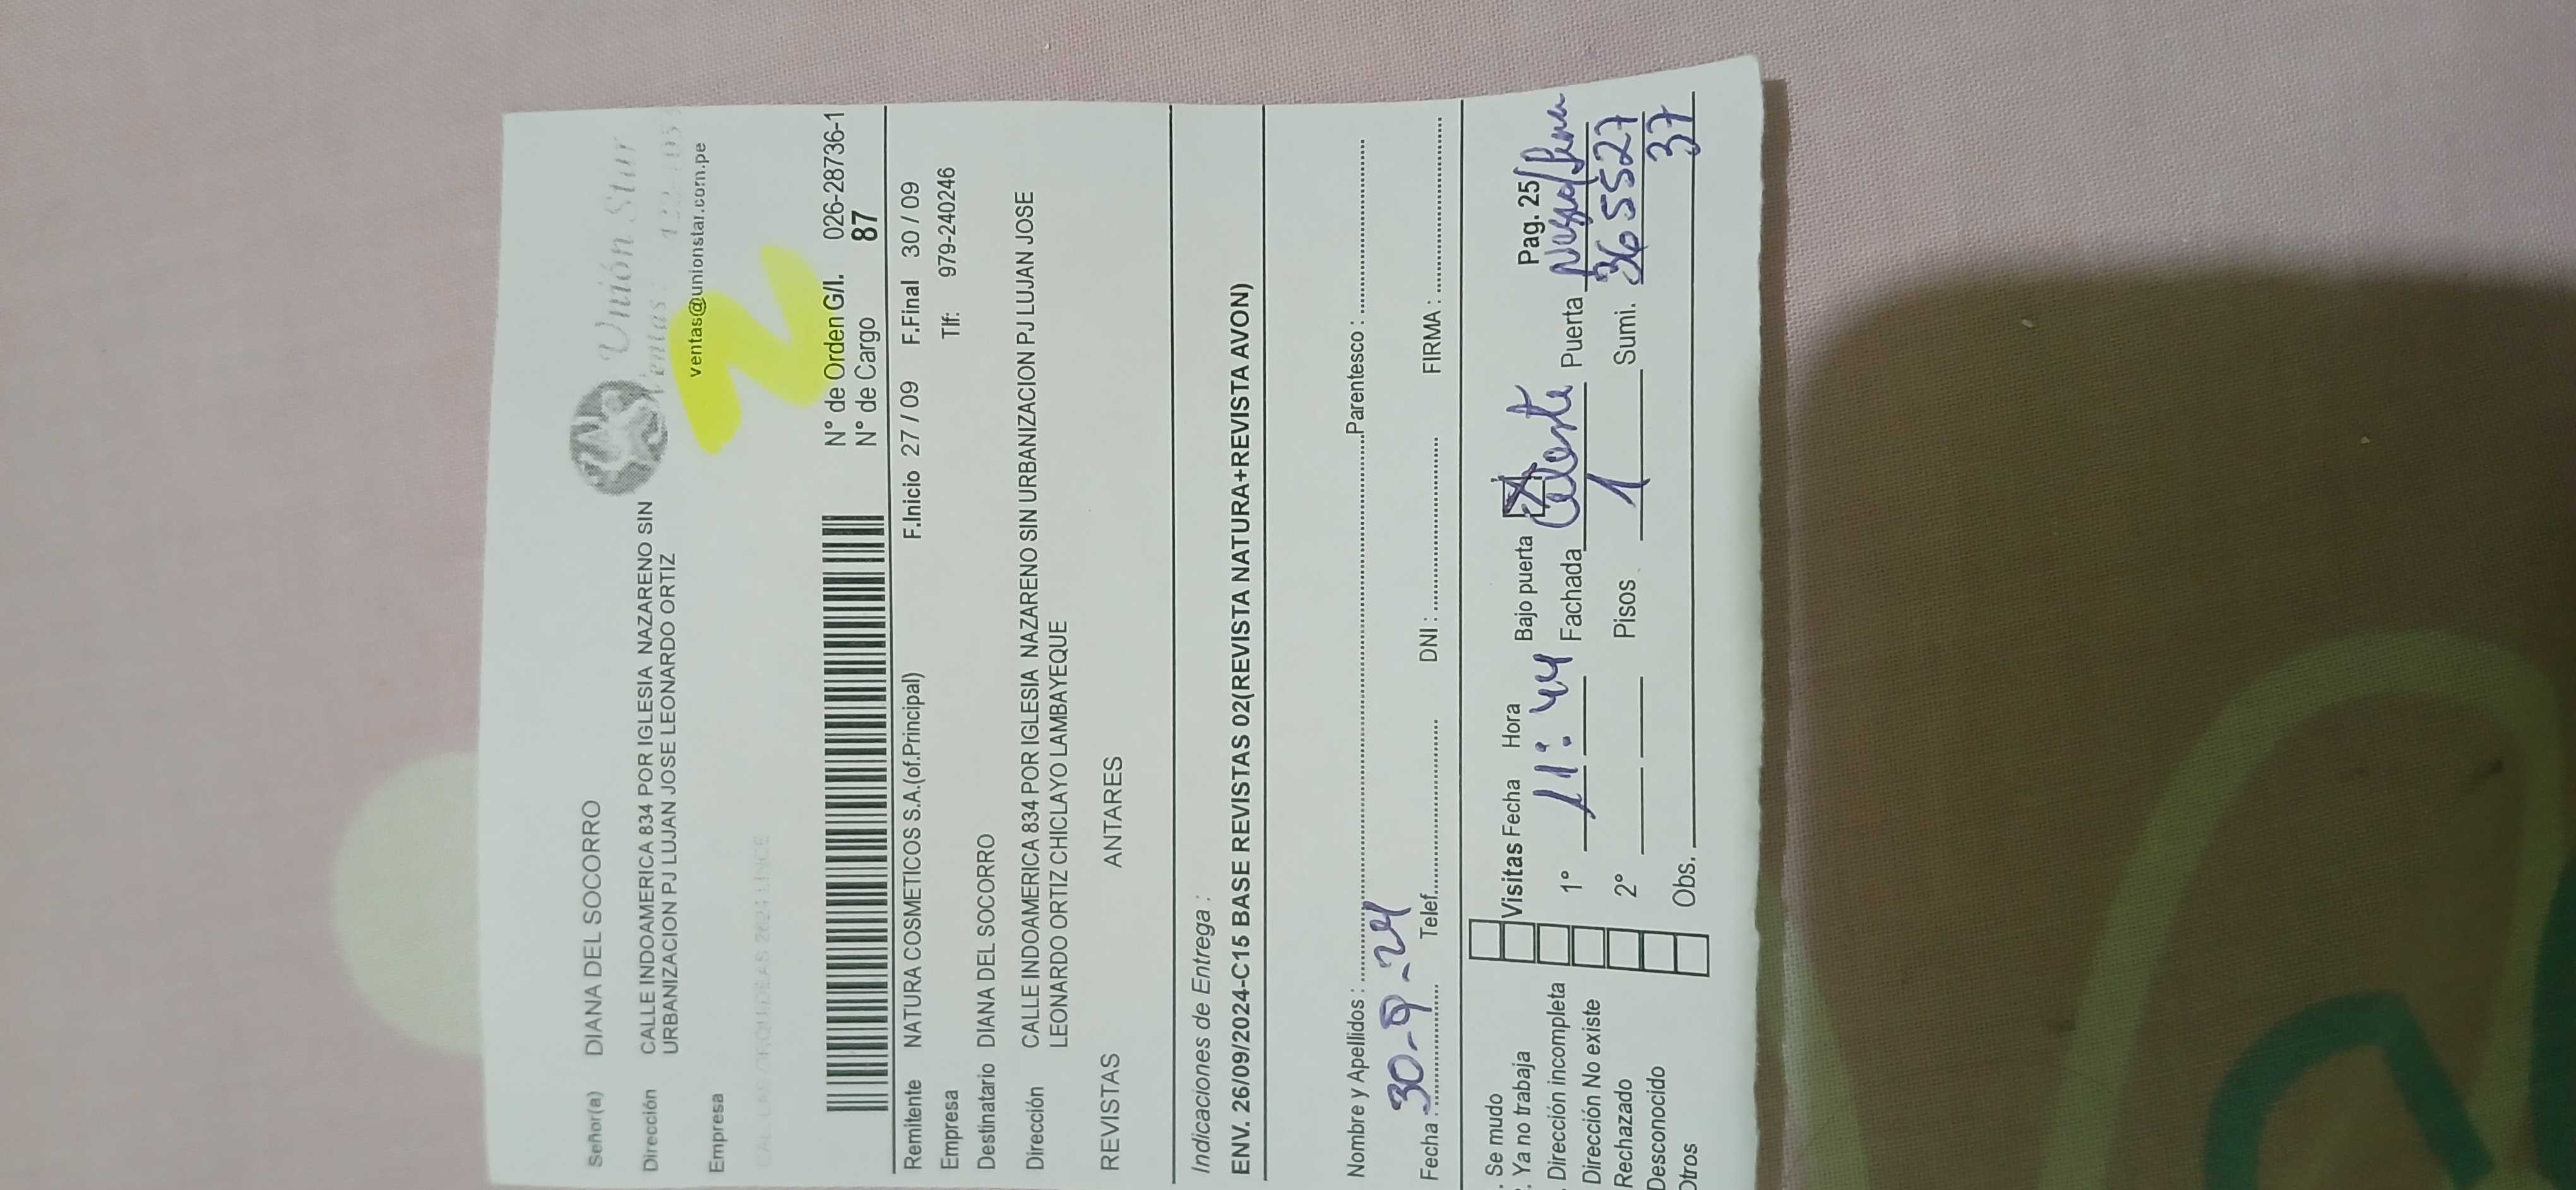 Señor(a) DIANA DEL SOCORRO
Unión Star
Dirección CALLE INDOAMERICA 834 POR IGLESIA NAZARENO SIN
URBANIZACION PJ LUJAN JOSE LEONARDO ORTIZ
Ventas :
ventas@unionstar.com.pe
Empresa
N° de Orden G/I. 026-28736-1
N° de Cargo 87
Remitente NATURA COSMETICOS S.A.(of.Principal) F.Inicio 27 / 09 F.Final 30 / 09
Empresa Tlf: 979-240246
Destinatario DIANA DEL SOCORRO
Dirección CALLE INDOAMERICA 834 POR IGLESIA NAZARENO SIN URBANIZACION PJ LUJAN JOSE
LEONARDO ORTIZ CHICLAYO LAMBAYEQUE
REVISTAS ANTARES
Indicaciones de Entrega :
ENV. 26/09/2024-C15 BASE REVISTAS 02(REVISTA NATURA+REVISTA AVON)
Nombre y Apellidos : Parentesco :
Fecha : 30-9-24 Telef. DNI : FIRMA :
. Se mudo
Ya no trabaja
Dirección incompleta
Dirección No existe
Rechazado
Desconocido
Otros
Visitas Fecha Hora Bajo puerta X Pag. 25
1° 11:44 Fachada Celeste Puerta
2° Pisos 1 Sumi. 3655527
Obs. 37